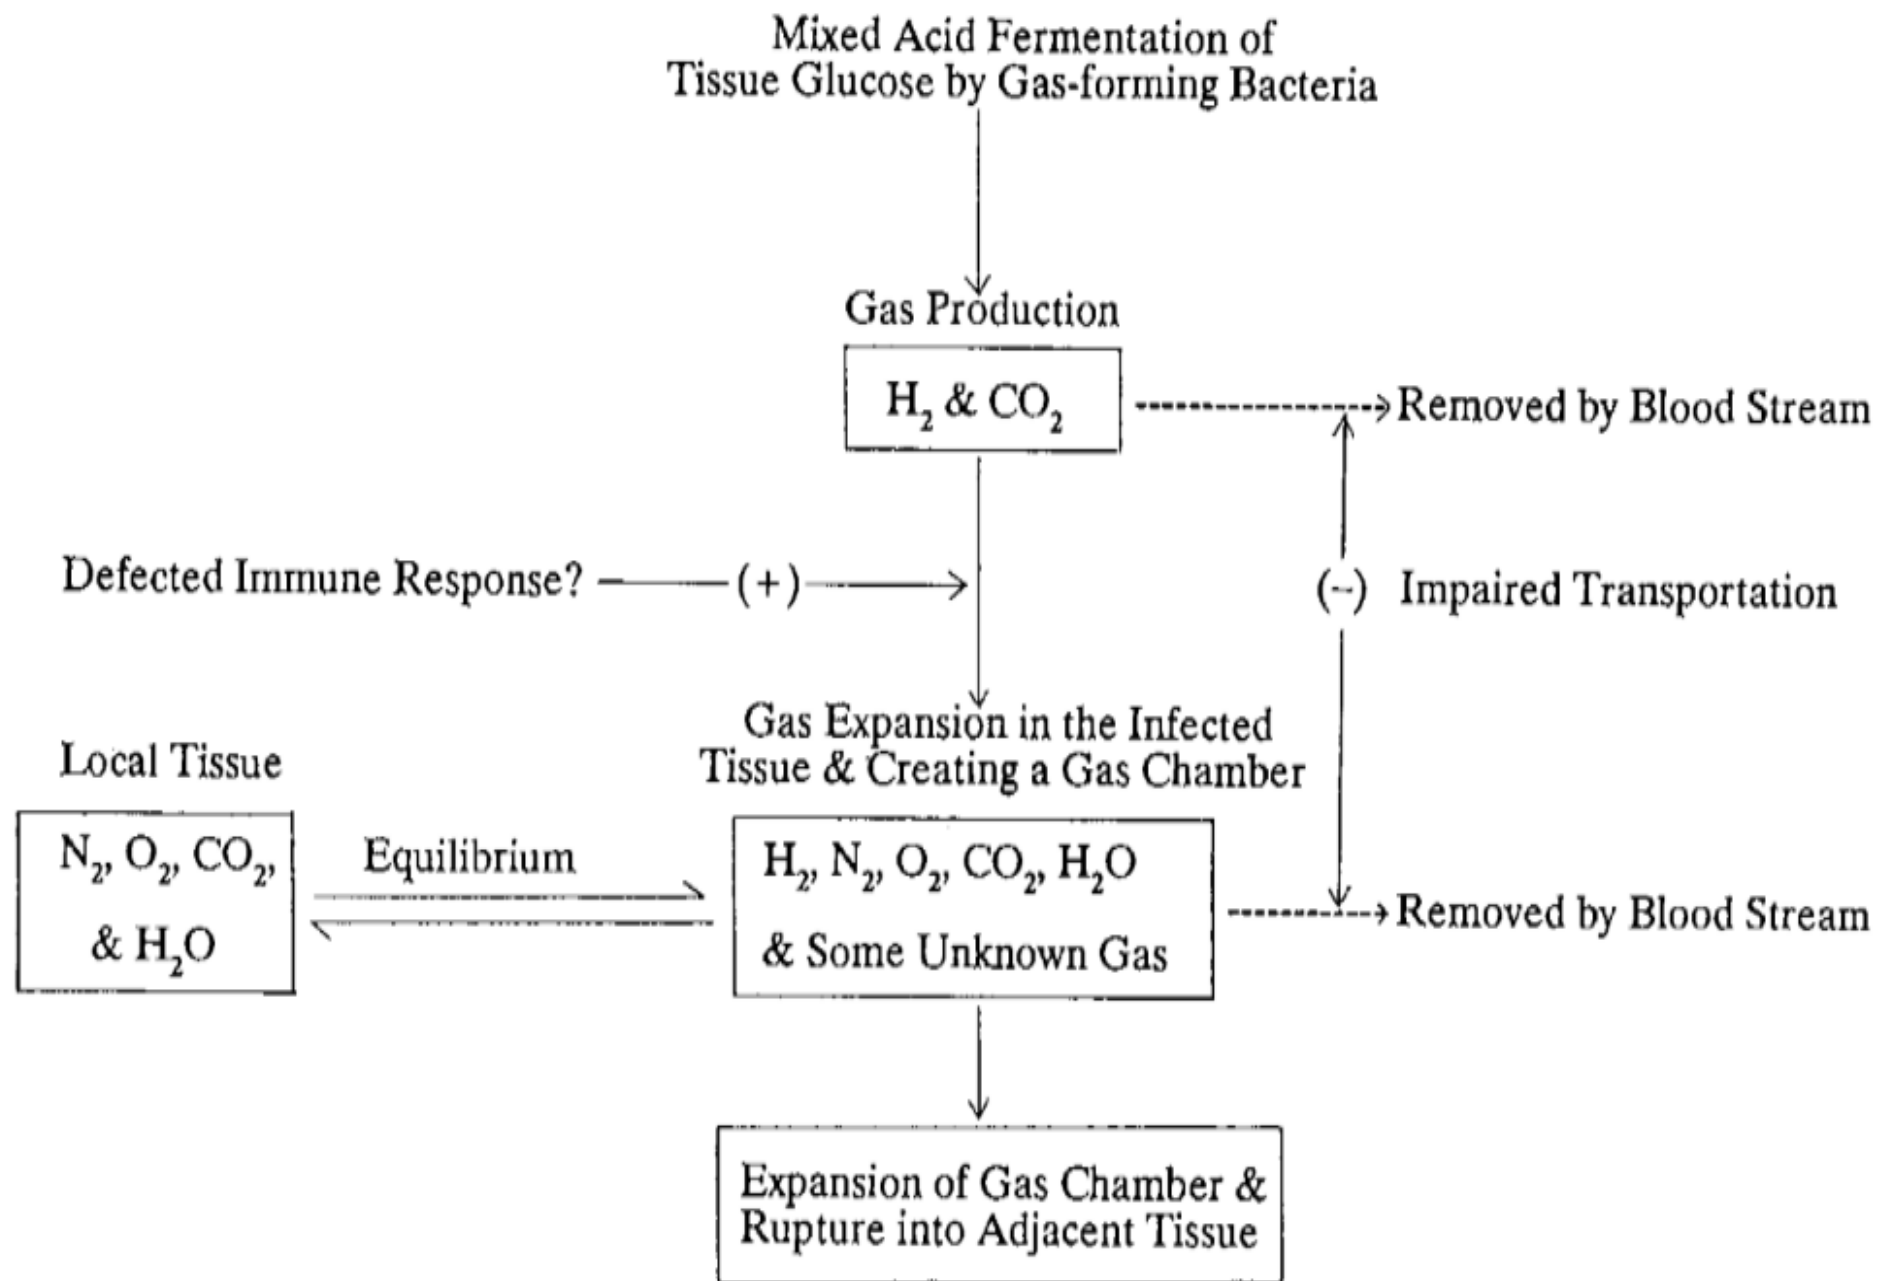 Mixed Acid Fermentation of
Tissue Glucose by Gas-forming Bacteria
Gas Production
H₂ & CO₂
Removed by Blood Stream
Defected Immune Response?
(+)
(−) Impaired Transportation
Gas Expansion in the Infected
Tissue & Creating a Gas Chamber
Local Tissue
N₂, O₂, CO₂,
& H₂O
Equilibrium
H₂, N₂, O₂, CO₂, H₂O
& Some Unknown Gas
Removed by Blood Stream
Expansion of Gas Chamber &
Rupture into Adjacent Tissue